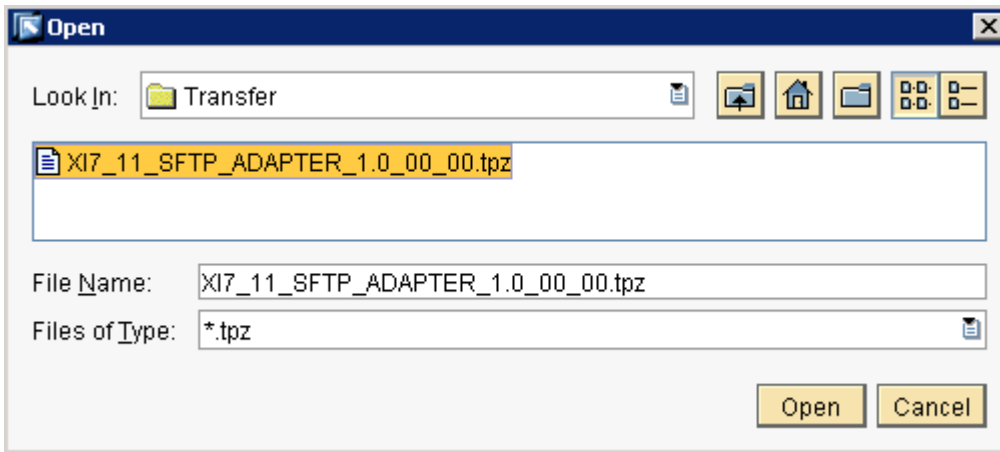 Open
Look In: Transfer
XI7_11_SFTP_ADAPTER_1.0_00_00.tpz
File Name: XI7_11_SFTP_ADAPTER_1.0_00_00.tpz
Files of Type: *.tpz
Open Cancel